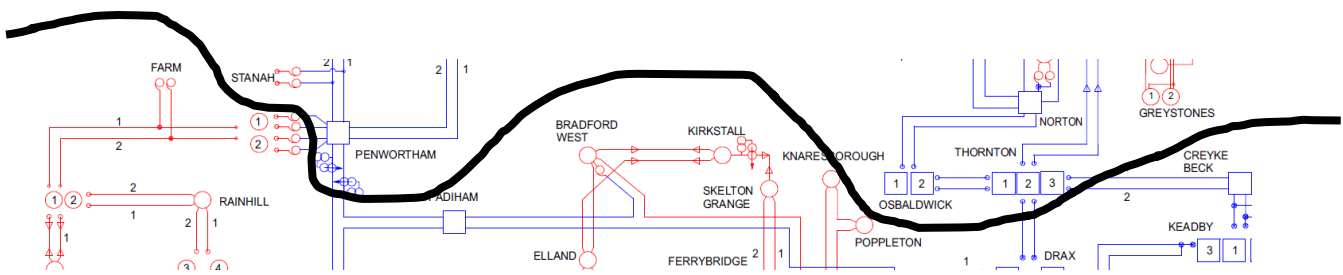 FARM
STANAH
2
1
2
1
1
2
1
2
PENWORTHAM
BRADFORD
WEST
KIRKSTALL
KNARESBOROUGH
NORTON
1
2
GREYSTONES
THORNTON
CREYKE
BECK
1
2
RAINHILL
2
1
2
1
1
PADIHAM
SKELTON
GRANGE
1
2
OSBALDWICK
1
2
3
2
POPPLETON
KEADBY
3
1
ELLAND
FERRYBRIDGE
2
1
1
DRAX
3
4